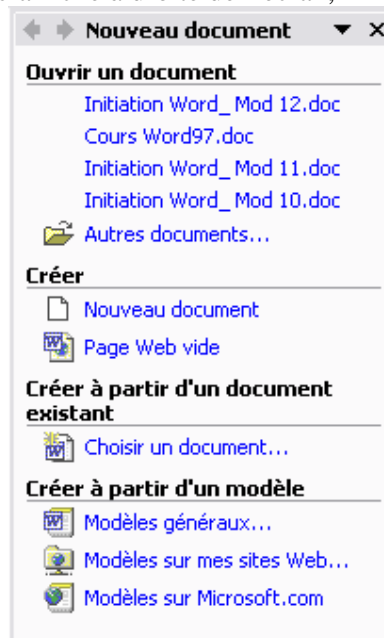 Nouveau document
Ouvrir un document
Initiation Word_ Mod 12.doc
Cours Word97.doc
Initiation Word_ Mod 11.doc
Initiation Word_ Mod 10.doc
Autres documents...
Créer
Nouveau document
Page Web vide
Créer à partir d'un document
existant
Choisir un document...
Créer à partir d'un modèle
Modèles généraux...
Modèles sur mes sites Web...
Modèles sur Microsoft.com